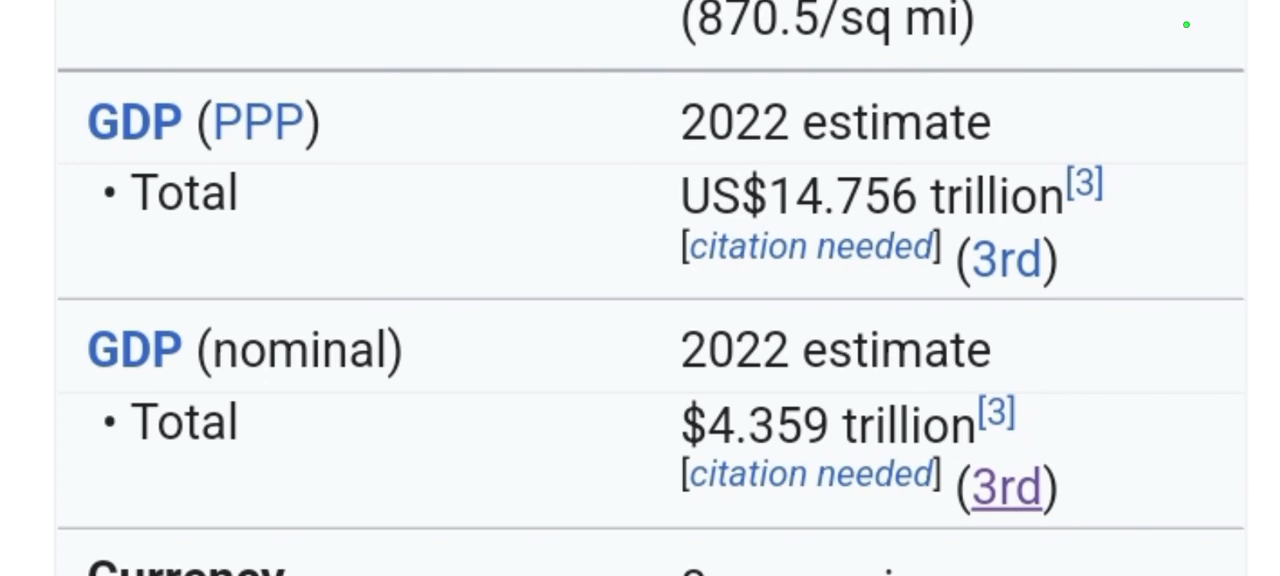 (870.5/sq mi)
GDP (PPP) 2022 estimate
• Total US$14.756 trillion[3]
[citation needed] (3rd)
GDP (nominal) 2022 estimate
• Total $4.359 trillion[3]
[citation needed] (3rd)
Currency